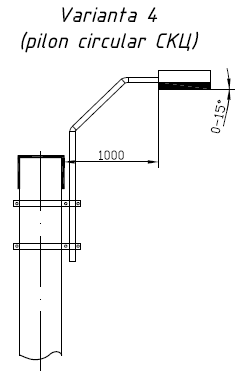 Varianta 4
(pilon circular СКЦ)
0-15°
1000